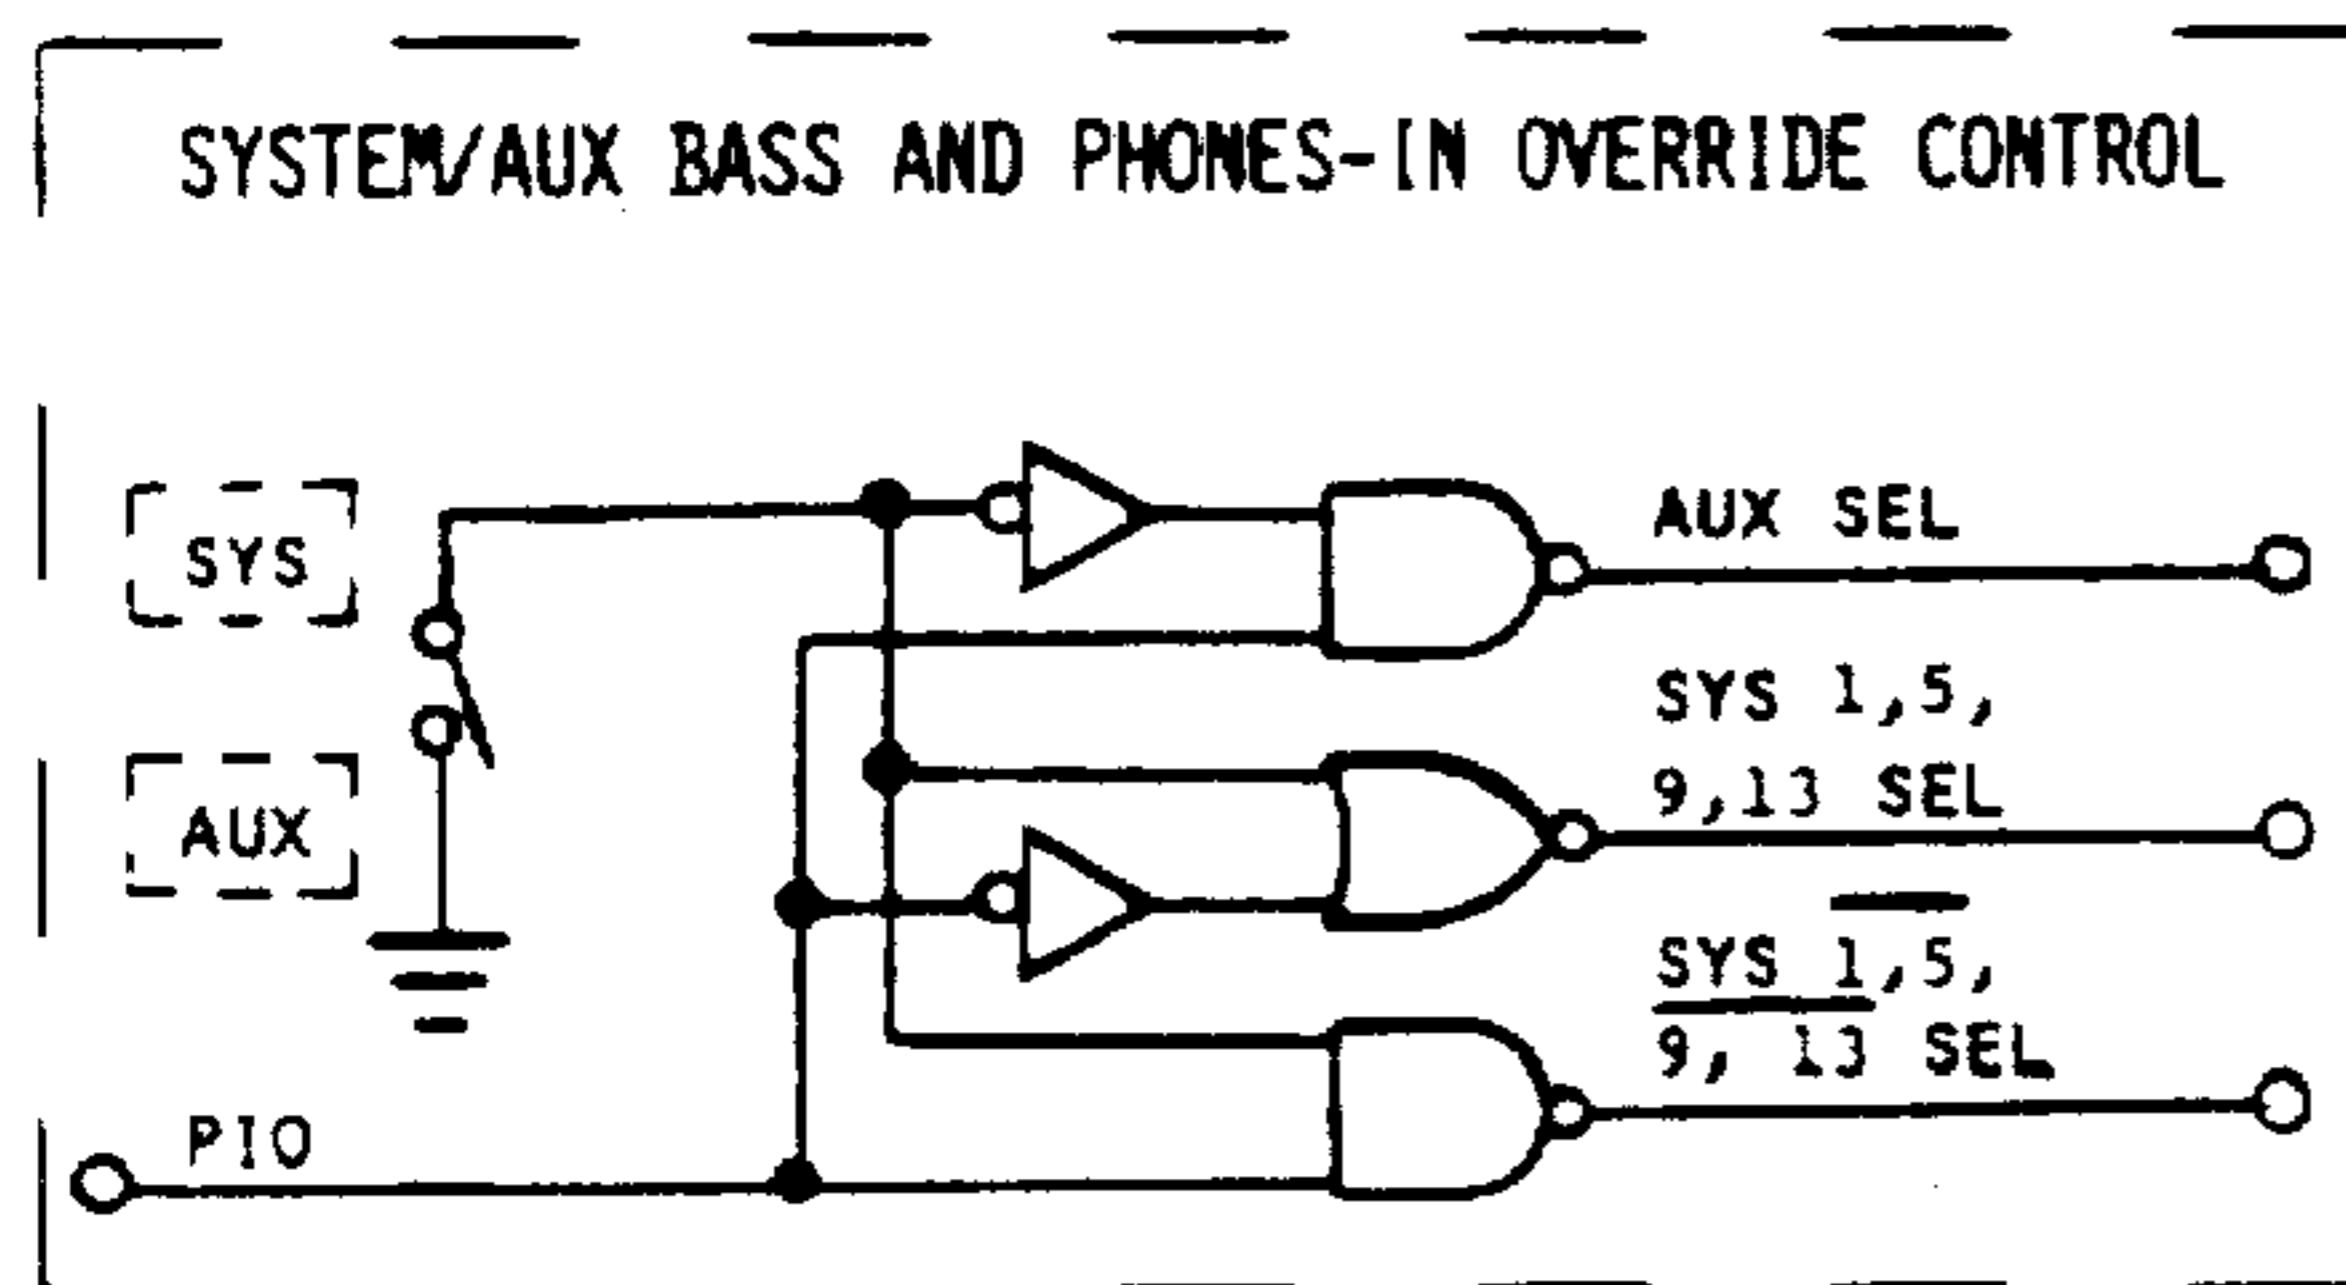 SYSTEM/AUX BASS AND PHONES-IN OVERRIDE CONTROL
SYS
AUX
PIO
AUX SEL
SYS 1,5,
9,13 SEL
SYS 1,5,
9, 13 SEL